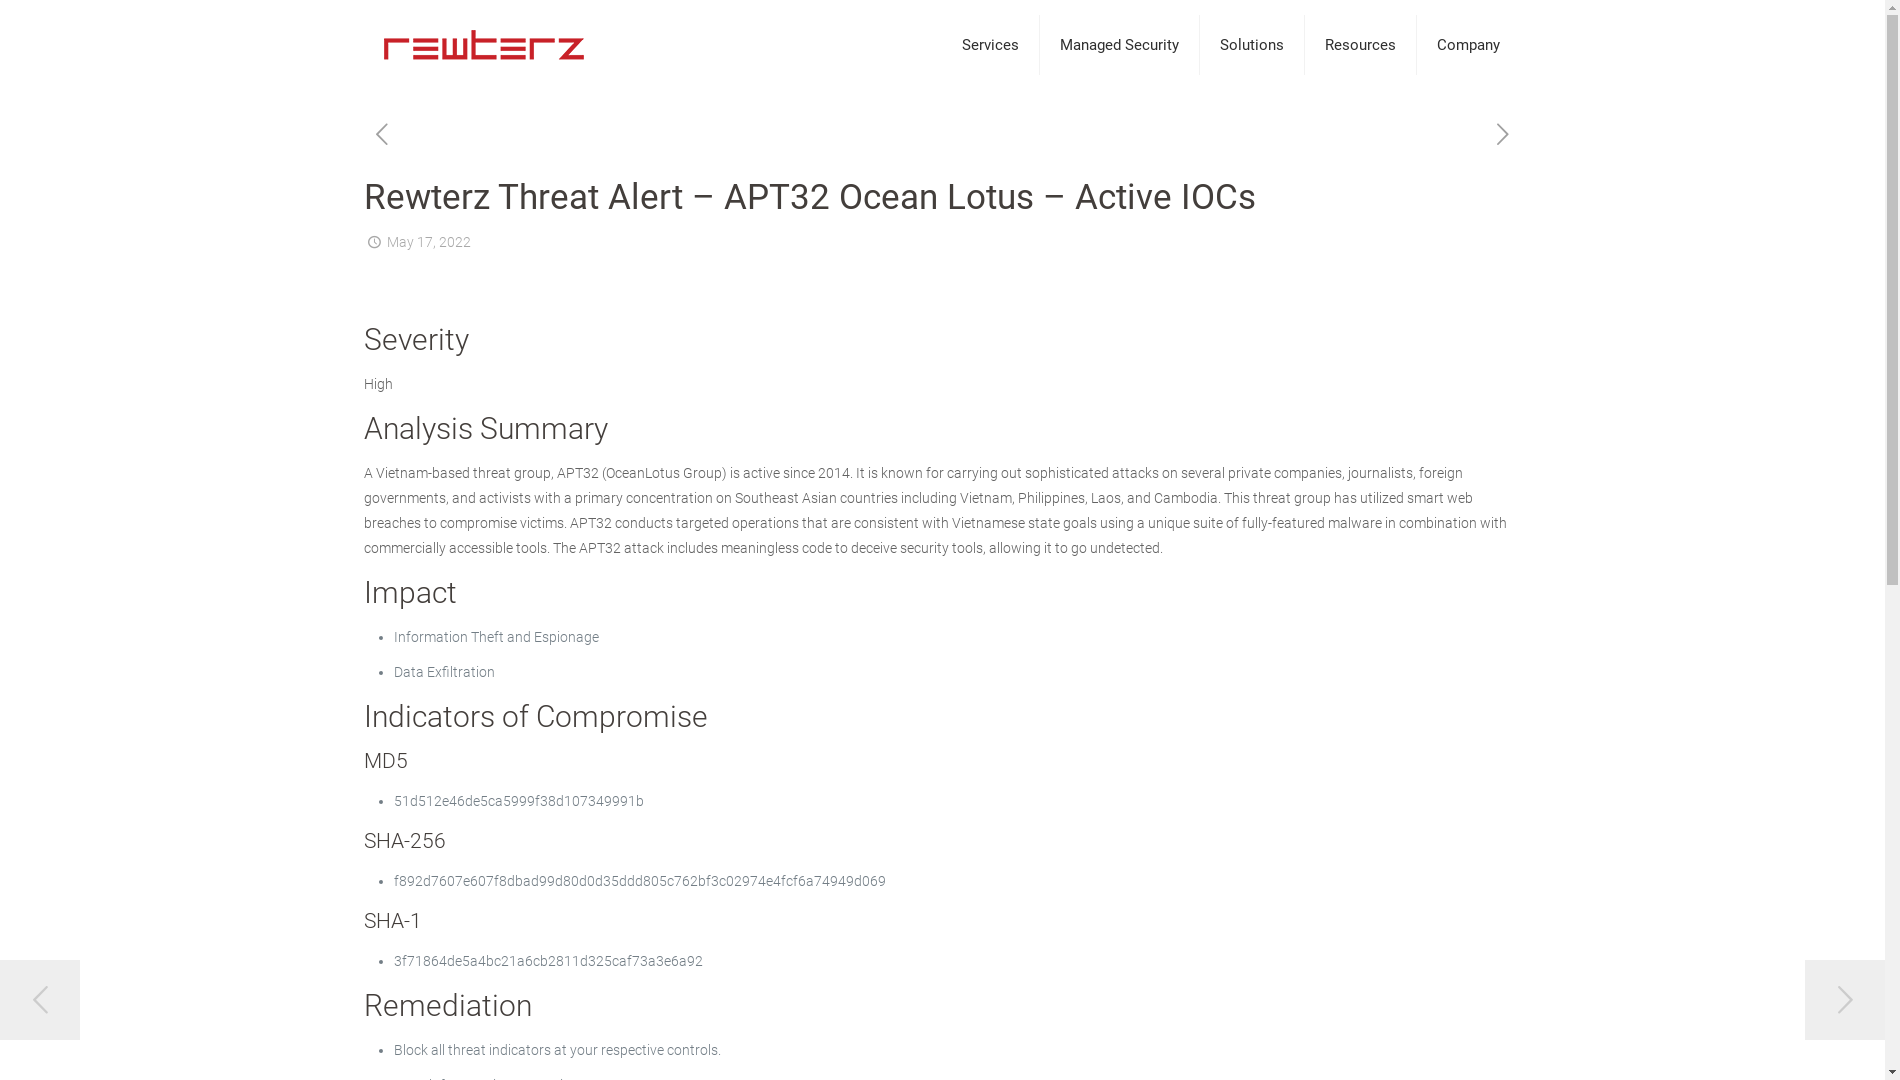 rewterz
Services
Managed Security
Solutions
Resources
Company
Rewterz Threat Alert – APT32 Ocean Lotus – Active IOCs
May 17, 2022
Severity
High
Analysis Summary
A Vietnam-based threat group, APT32 (OceanLotus Group) is active since 2014. It is known for carrying out sophisticated attacks on several private companies, journalists, foreign
governments, and activists with a primary concentration on Southeast Asian countries including Vietnam, Philippines, Laos, and Cambodia. This threat group has utilized smart web
breaches to compromise victims. APT32 conducts targeted operations that are consistent with Vietnamese state goals using a unique suite of fully-featured malware in combination with
commercially accessible tools. The APT32 attack includes meaningless code to deceive security tools, allowing it to go undetected.
Impact
• Information Theft and Espionage
• Data Exfiltration
Indicators of Compromise
MD5
• 51d512e46de5ca5999f38d107349991b
SHA-256
• f892d7607e607f8dbad99d80d0d35ddd805c762bf3c02974e4fcf6a74949d069
SHA-1
• 3f71864de5a4bc21a6cb2811d325caf73a3e6a92
Remediation
• Block all threat indicators at your respective controls.